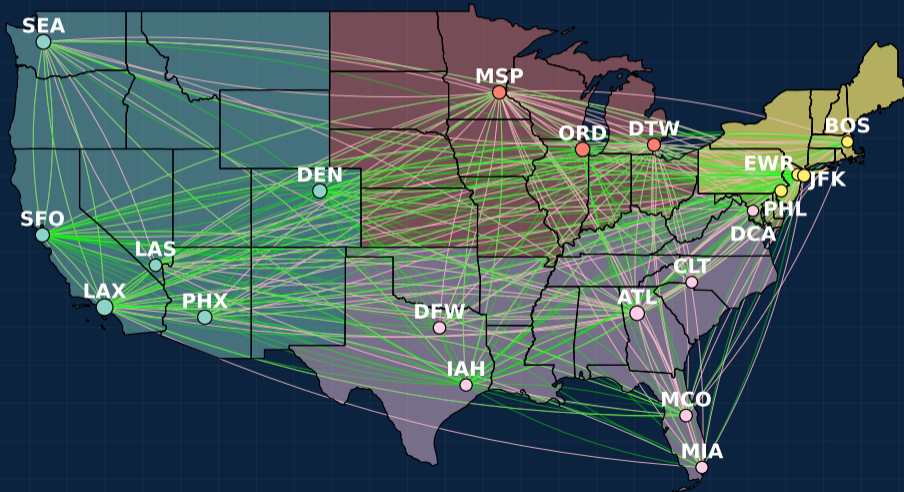 SEA
MSP
ORD
DTW
BOS
DEN
EWR
JFK
PHL
SFO
DCA
LAS
CLT
LAX
PHX
DFW
ATL
IAH
MCO
MIA